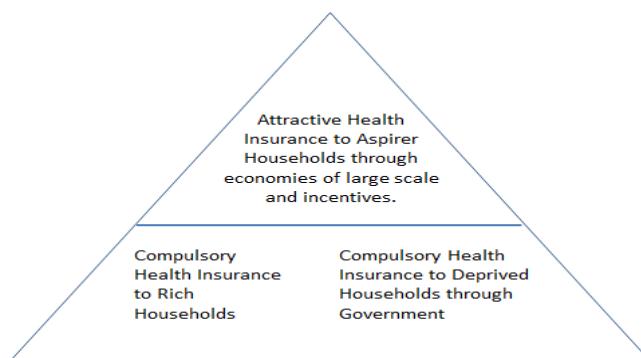 Attractive Health
Insurance to Aspirer
Households through
economies of large scale
and incentives.
Compulsory
Health Insurance
to Rich
Households
Compulsory Health
Insurance to Deprived
Households through
Government